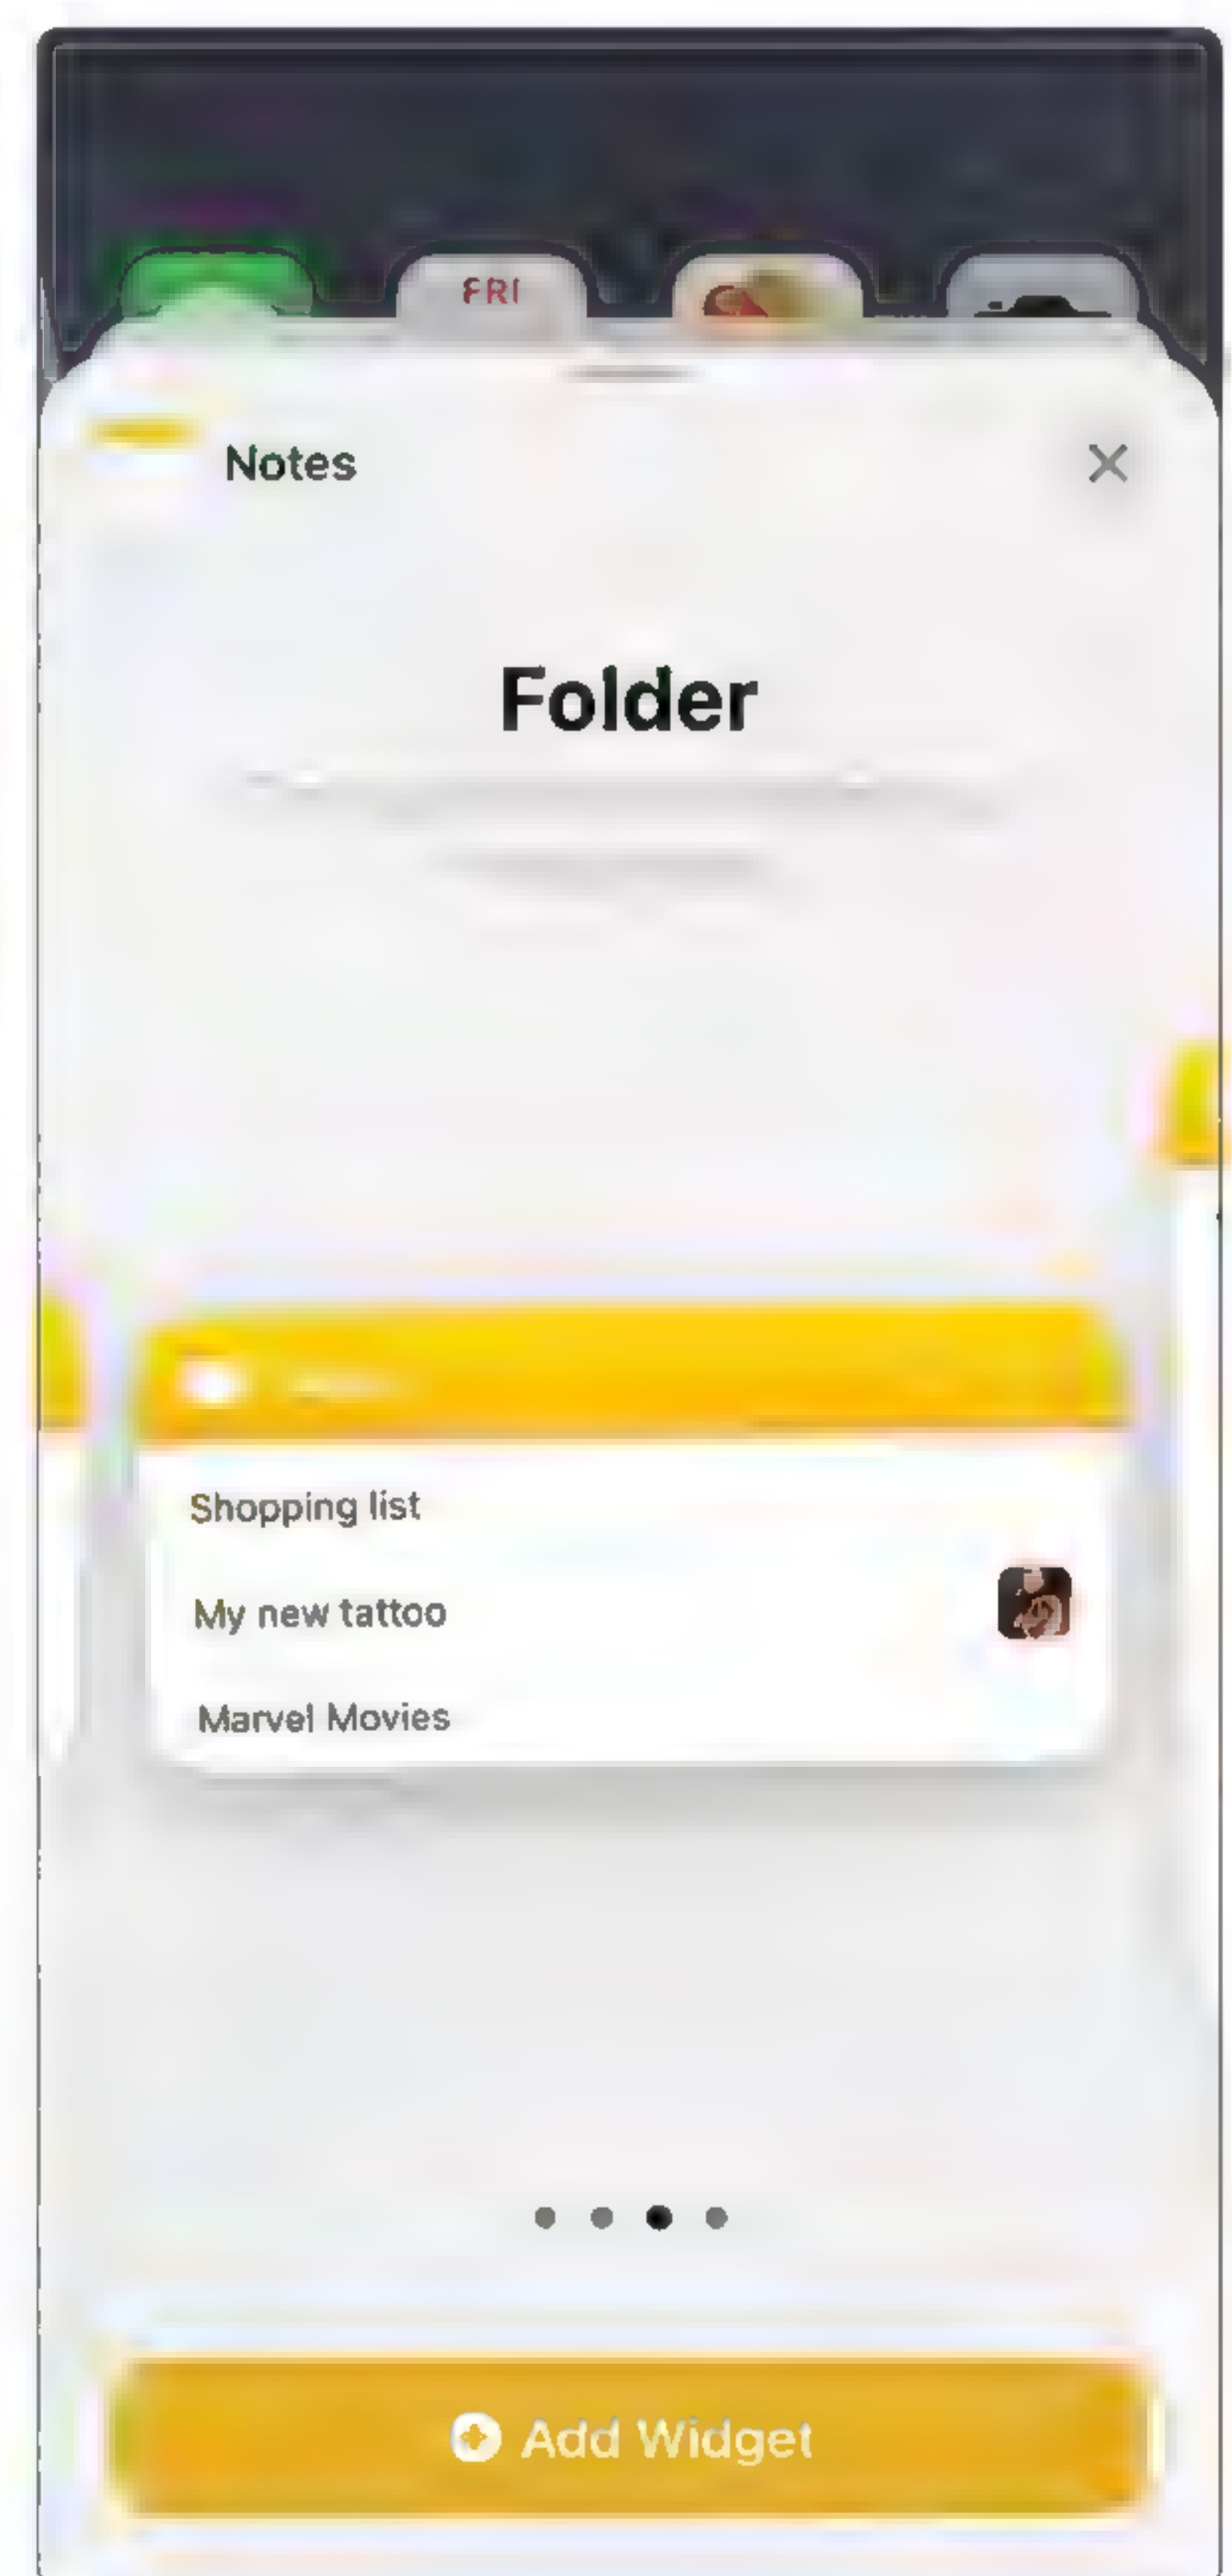 FRI
Notes
Folder
Shopping list
My new tattoo
Marvel Movies
Add Widget